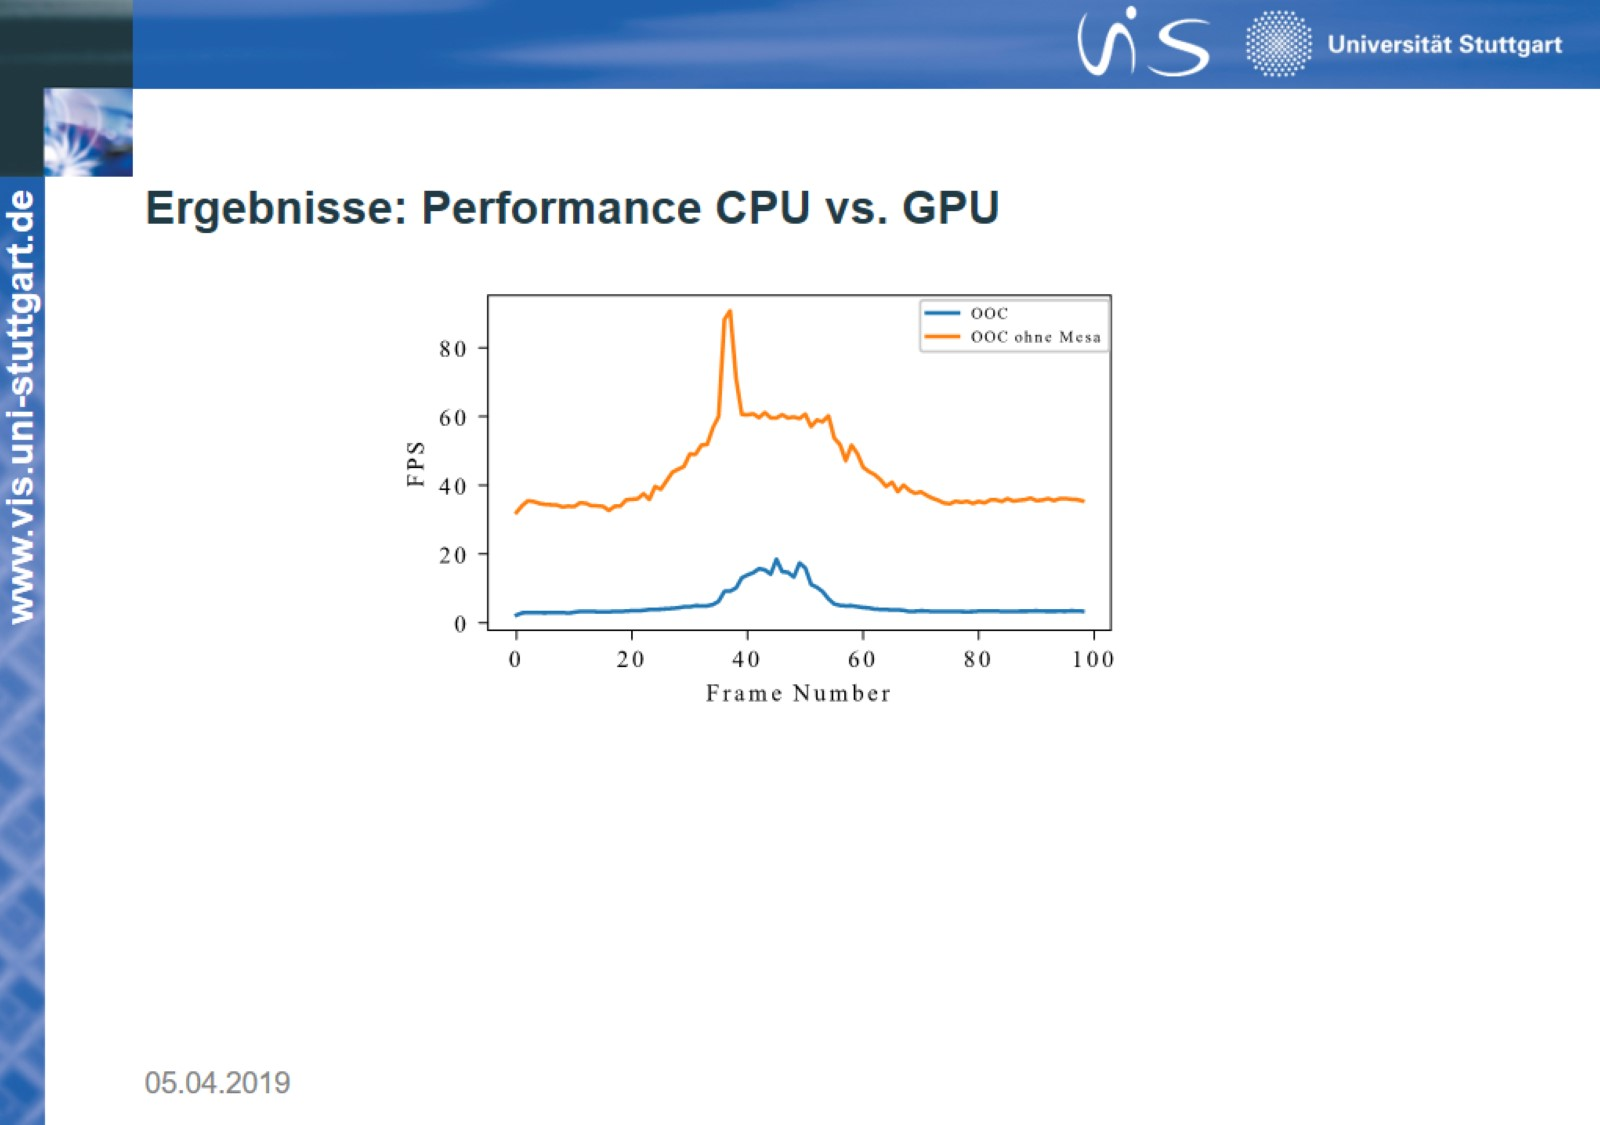 vis
Universität Stuttgart
www.vis.uni-stuttgart.de
Ergebnisse: Performance CPU vs. GPU
OOC
OOC ohne Mesa
80
60
40
20
0
FPS
0 20 40 60 80 100
Frame Number
05.04.2019